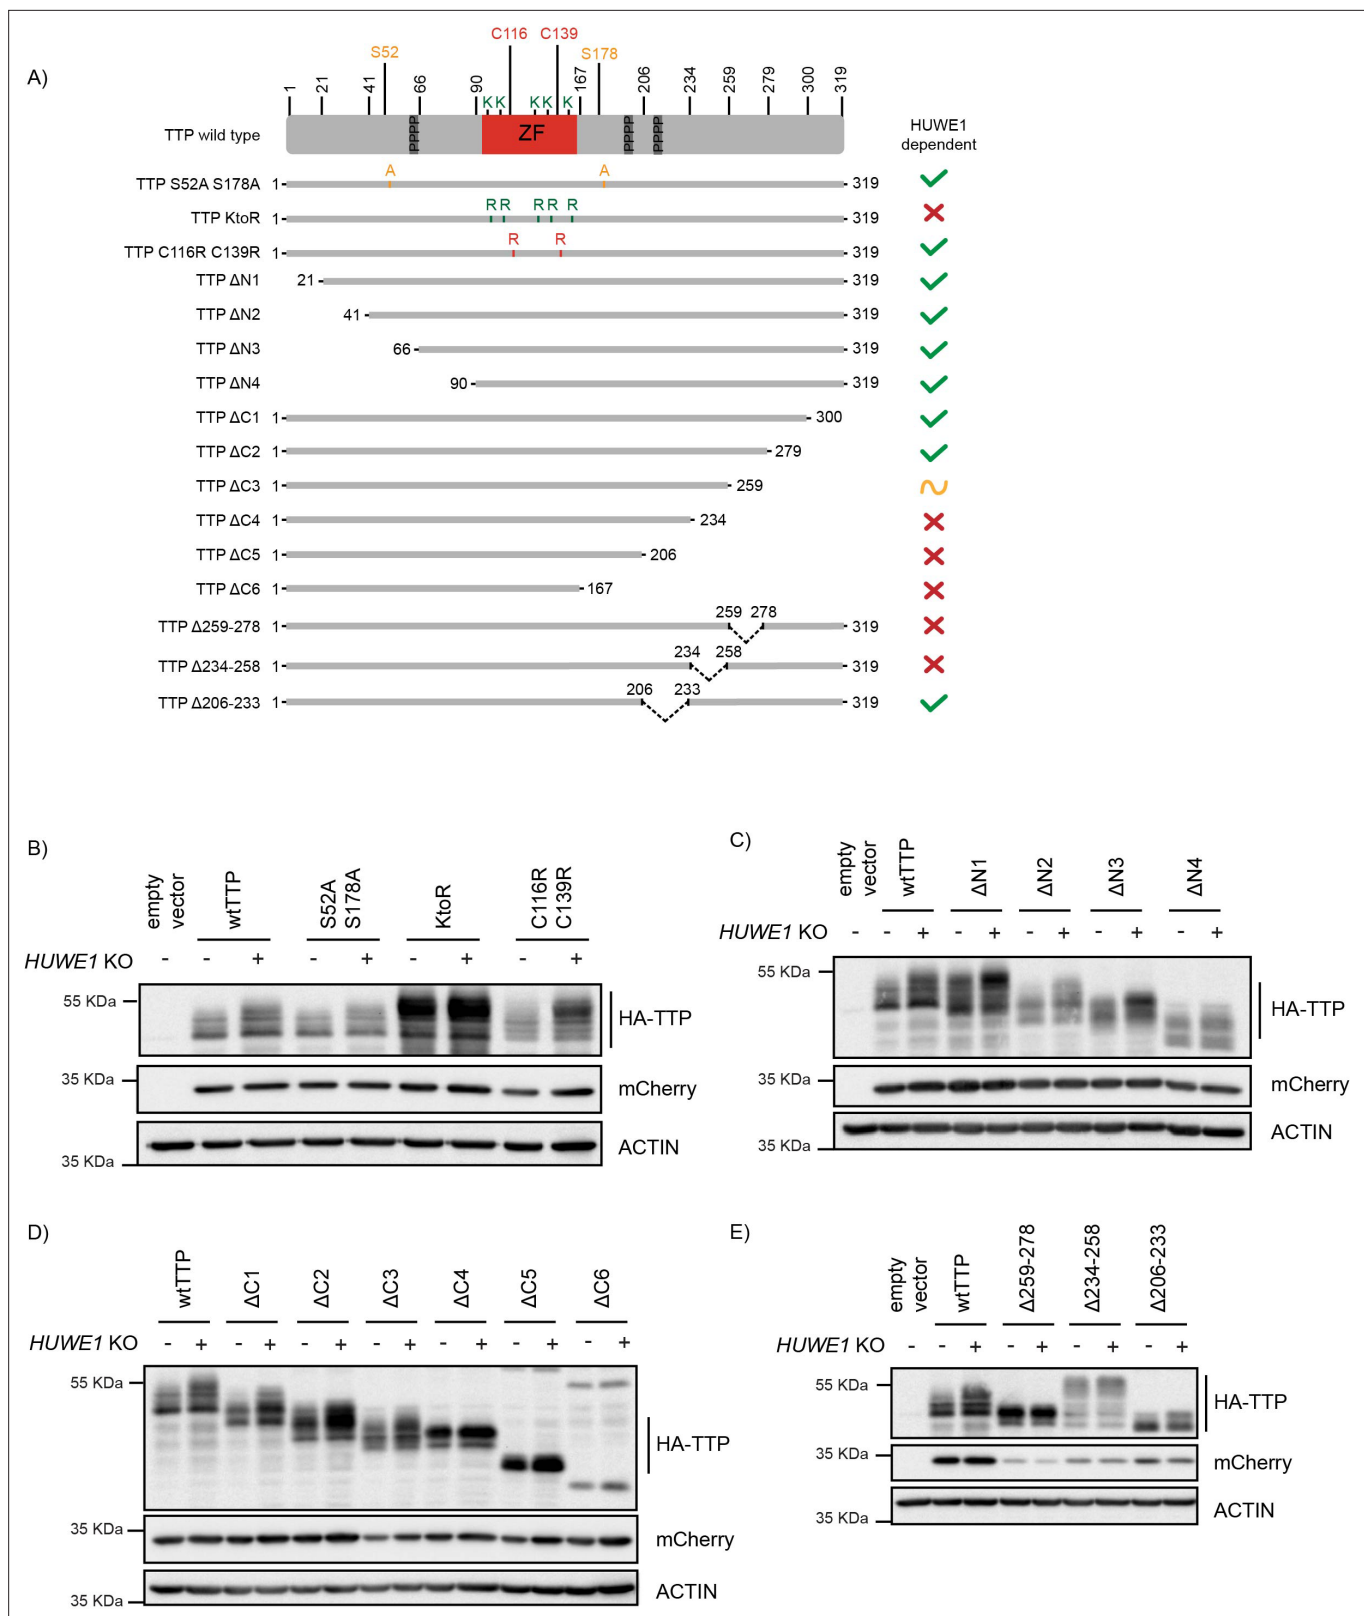 A)
S52
C116
C139
S178
1 21 41 66 90 167 206 234 259 279 300 319
K K K K K
TTP wild type
PPPP
ZF
PPPP
PPPP
HUWE1
dependent
A A
TTP S52A S178A 1 319
R R R R R
TTP KtoR 1 319
R R
TTP C116R C139R 1 319
TTP ΔN1 21 319
TTP ΔN2 41 319
TTP ΔN3 66 319
TTP ΔN4 90 319
TTP ΔC1 1 300
TTP ΔC2 1 279
TTP ΔC3 1 259
TTP ΔC4 1 234
TTP ΔC5 1 206
TTP ΔC6 1 167
259 278
TTP Δ259-278 1 319
234 258
TTP Δ234-258 1 319
206 233
TTP Δ206-233 1 319
B)
empty
vector
wtTTP
S52A
S178A
KtoR
C116R
C139R
HUWE1 KO - - + - + - + - +
55 KDa
HA-TTP
35 KDa
mCherry
35 KDa
ACTIN
C)
empty
vector
wtTTP
ΔN1
ΔN2
ΔN3
ΔN4
HUWE1 KO - - + - + - + - + - +
55 KDa
HA-TTP
35 KDa
mCherry
35 KDa
ACTIN
D)
wtTTP
ΔC1
ΔC2
ΔC3
ΔC4
ΔC5
ΔC6
HUWE1 KO - + - + - + - + - + - + - +
55 KDa
HA-TTP
35 KDa
mCherry
35 KDa
ACTIN
E)
empty
vector
wtTTP
Δ259-278
Δ234-258
Δ206-233
HUWE1 KO - - + - + - + - +
55 KDa
HA-TTP
35 KDa
mCherry
35 KDa
ACTIN